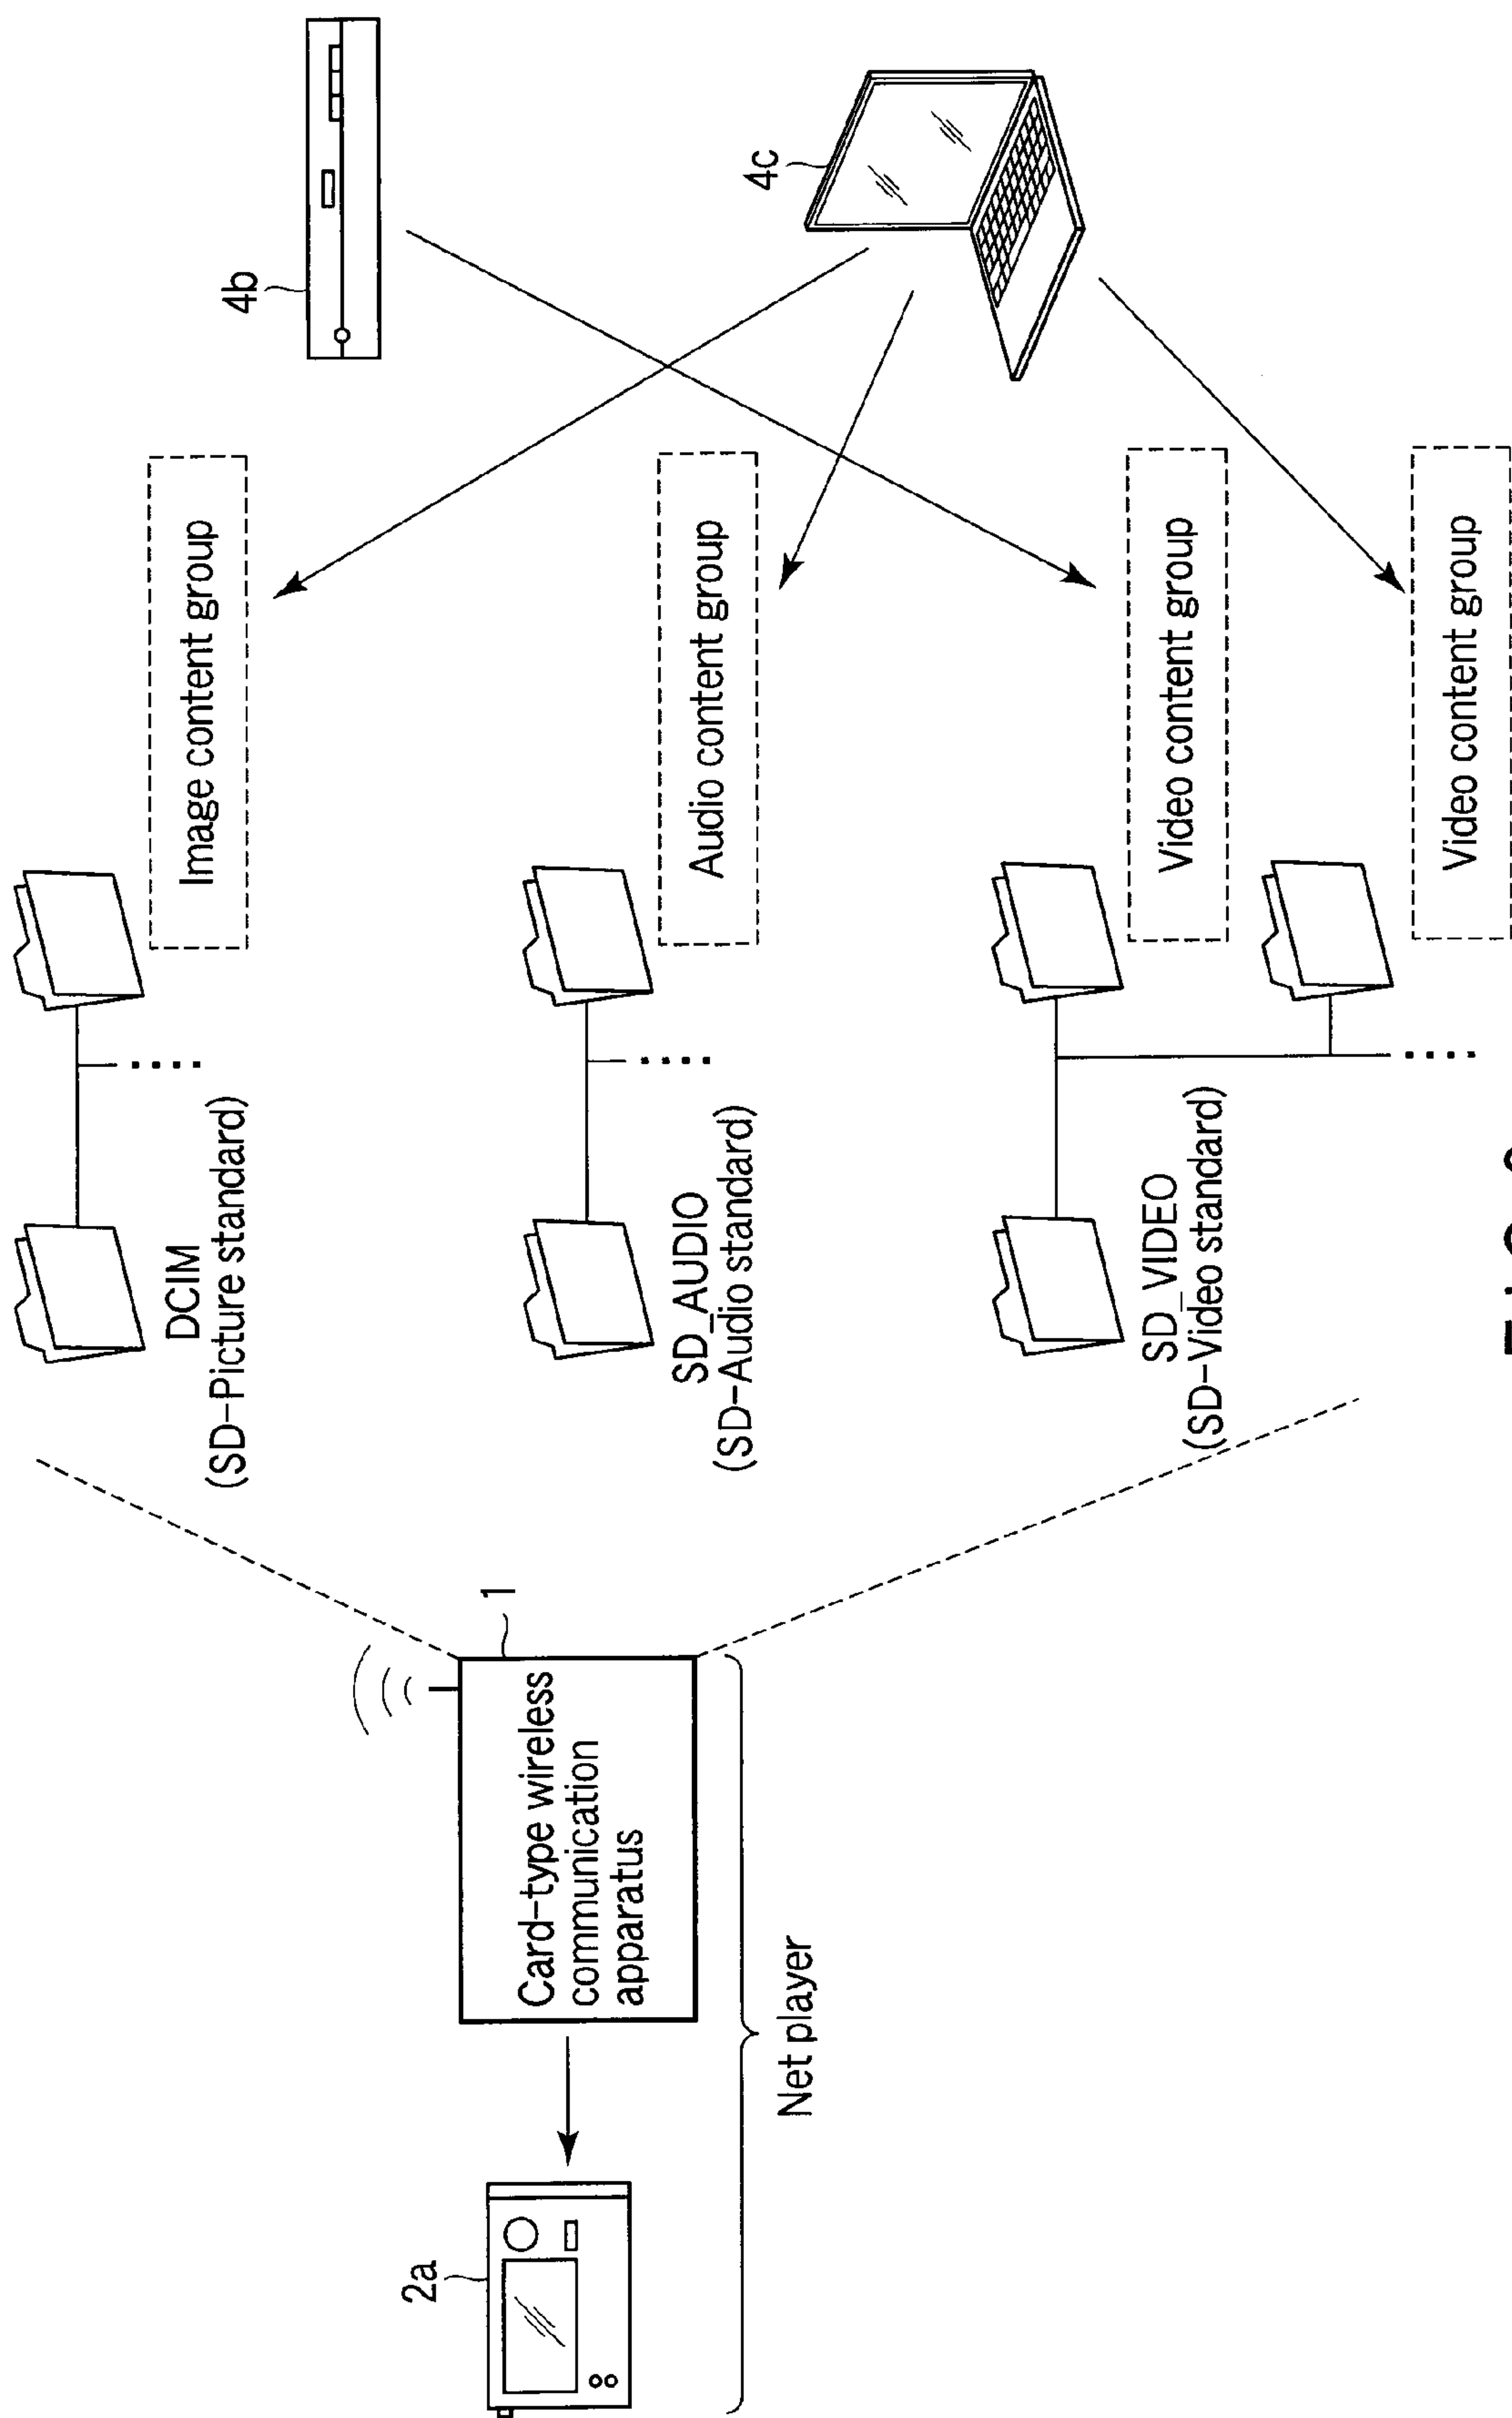 4b
4c
Image content group
Audio content group
Video content group
Video content group
DCIM
(SD-Picture standard)
SD_AUDIO
(SD-Audio standard)
SD_VIDEO
(SD-Video standard)
1
Card-type wireless
communication
apparatus
2a
Net player